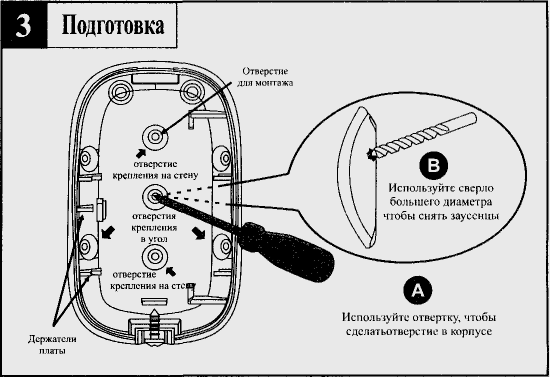 3 Подготовка
Отверстие
для монтажа
отверстие
крепления на стену
отверстия
крепления
в угол
отверстие
крепления на стену
Держатели
платы
B
Используйте сверло
большего диаметра
чтобы снять заусенцы
A
Используйте отвертку, чтобы
сделатьотверстие в корпусе